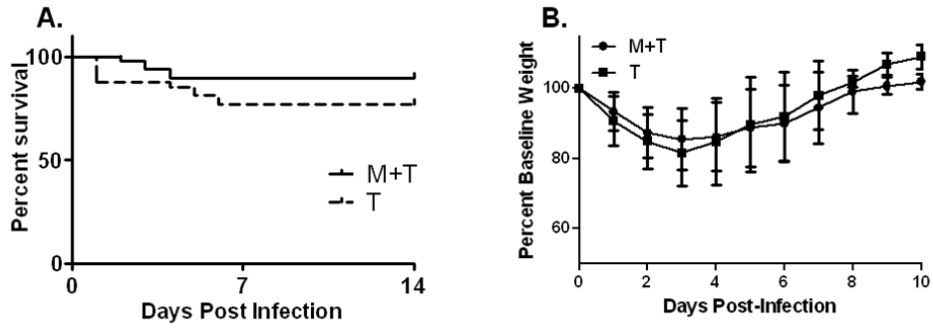 A.
Percent survival
100
50
0
M+T
T
0 7 14
Days Post Infection
B.
Percent Baseline Weight
100
80
60
M+T
T
0 2 4 6 8 10
Days Post-Infection